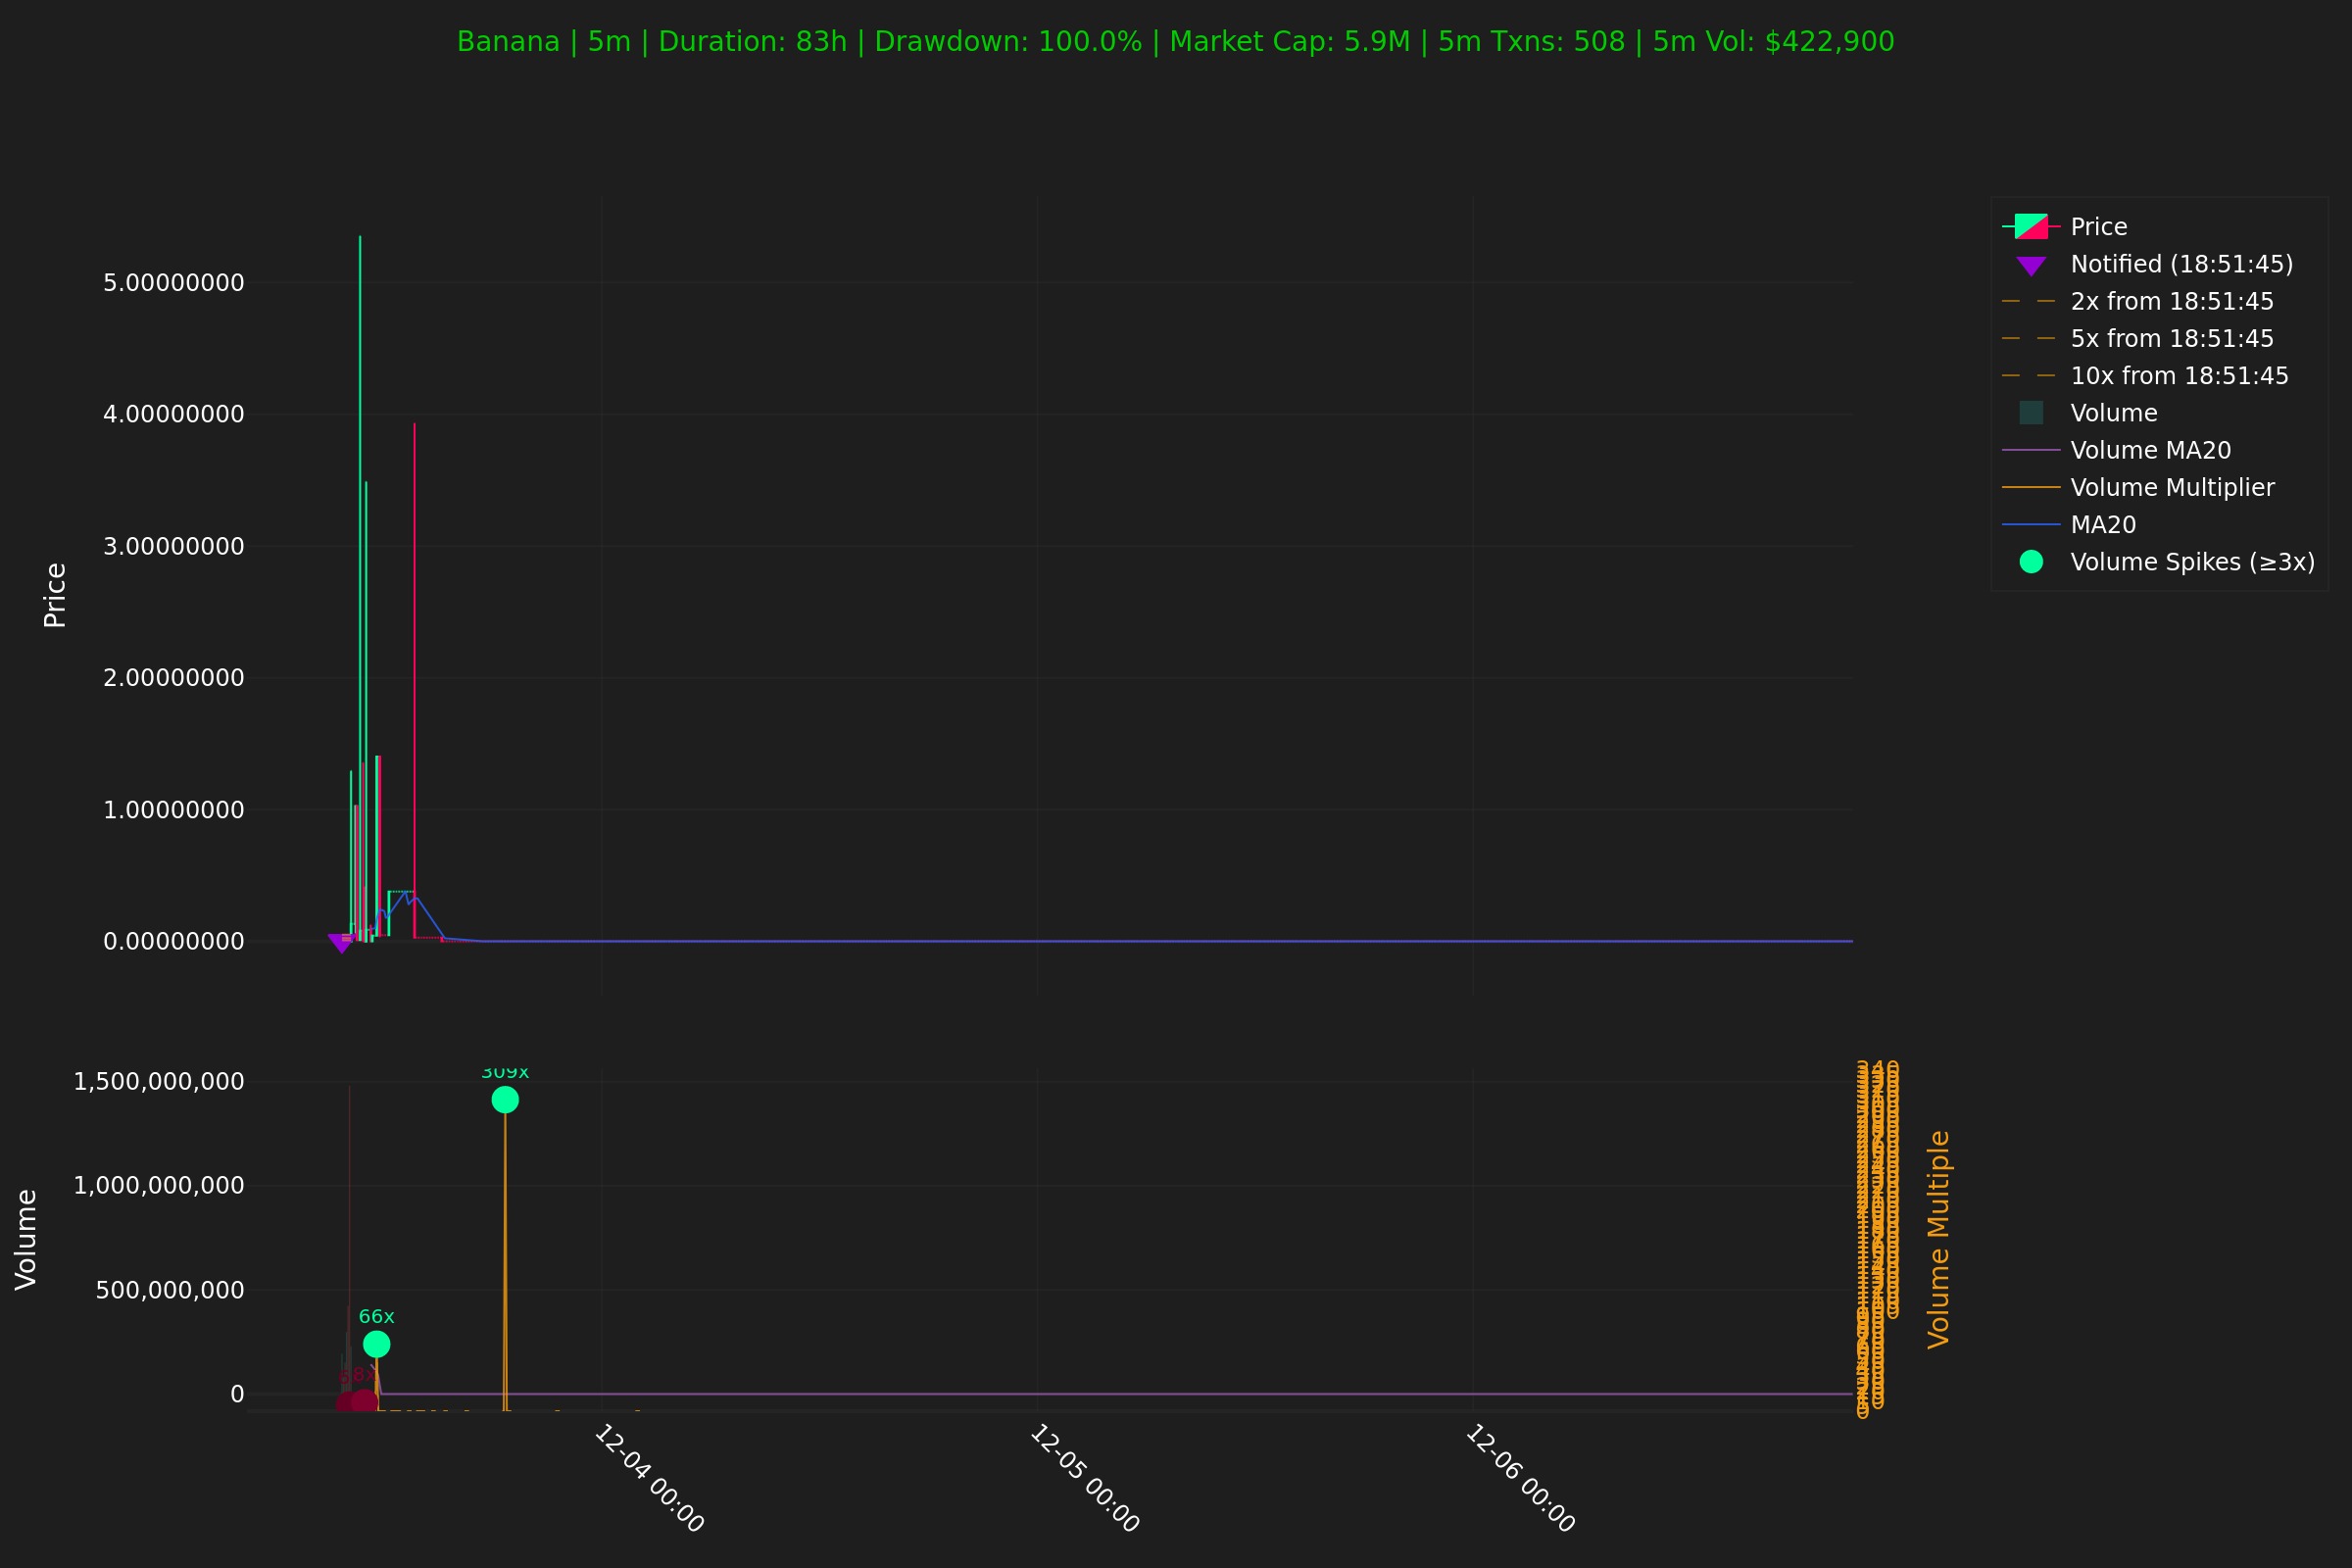 Banana | 5m | Duration: 83h | Drawdown: 100.0% | Market Cap: 5.9M | 5m Txns: 508 | 5m Vol: $422,900
Price
5.00000000
4.00000000
3.00000000
2.00000000
1.00000000
0.00000000
Price
Notified (18:51:45)
2x from 18:51:45
5x from 18:51:45
10x from 18:51:45
Volume
Volume MA20
Volume Multiplier
MA20
Volume Spikes (≥3x)
Volume
1,500,000,000
1,000,000,000
500,000,000
0
309x
66x
Volume Multiple
12-04 00:00
12-05 00:00
12-06 00:00